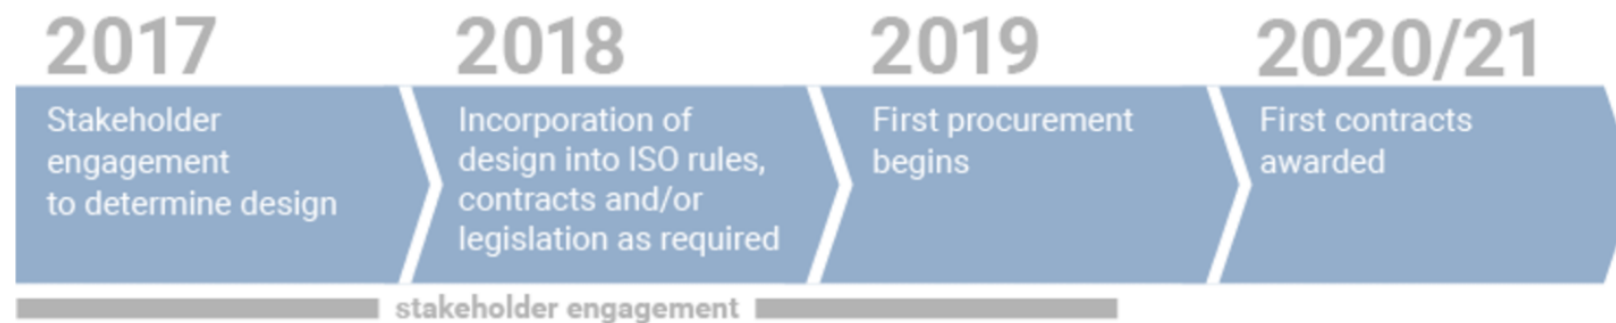 2017
Stakeholder
engagement
to determine design
2018
Incorporation of
design into ISO rules,
contracts and/or
legislation as required
2019
First procurement
begins
2020/21
First contracts
awarded
stakeholder engagement